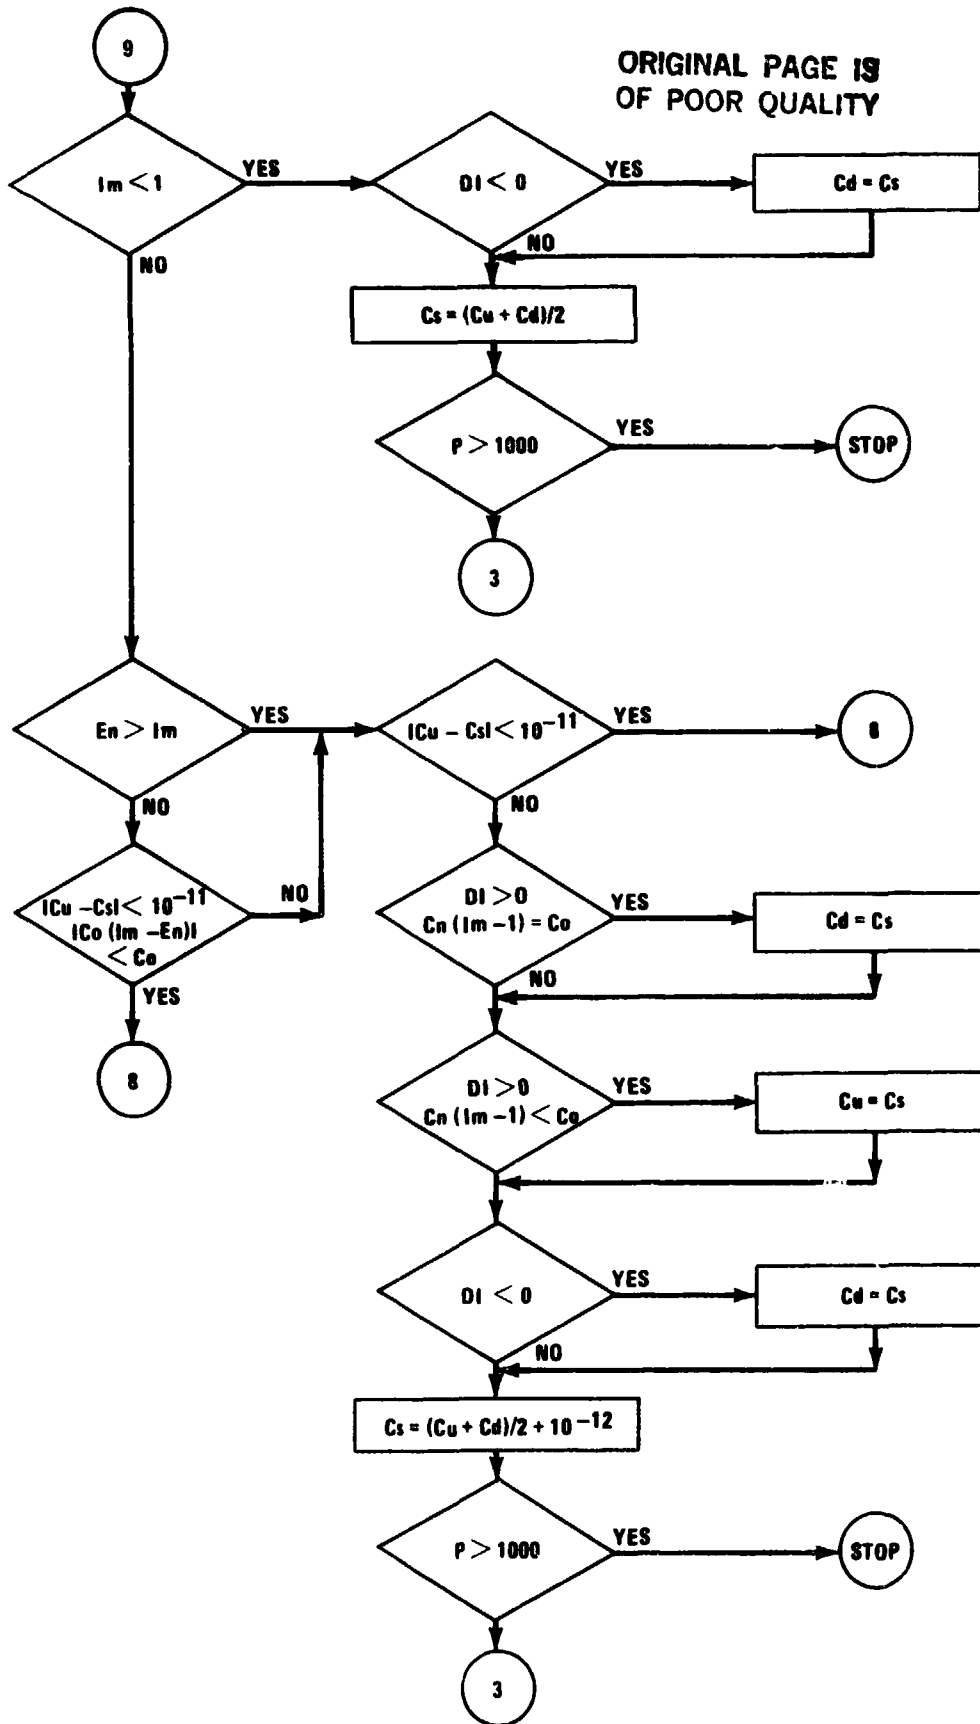 9
ORIGINAL PAGE IS
OF POOR QUALITY
Im < 1
YES
DI < 0
YES
Cd = Cs
NO
NO
Cs = (Cu + Cd)/2
P > 1000
YES
STOP
3
En > Im
YES
|Cu – Cs| < 10⁻¹¹
YES
8
NO
NO
|Cu – Cs| < 10⁻¹¹
|Co (Im – En)|
< Co
NO
YES
8
DI > 0
Cn (Im – 1) = Co
YES
Cd = Cs
NO
DI > 0
Cn (Im – 1) < Co
YES
Cu = Cs
DI < 0
YES
Cd = Cs
NO
Cs = (Cu + Cd)/2 + 10⁻¹²
P > 1000
YES
STOP
3